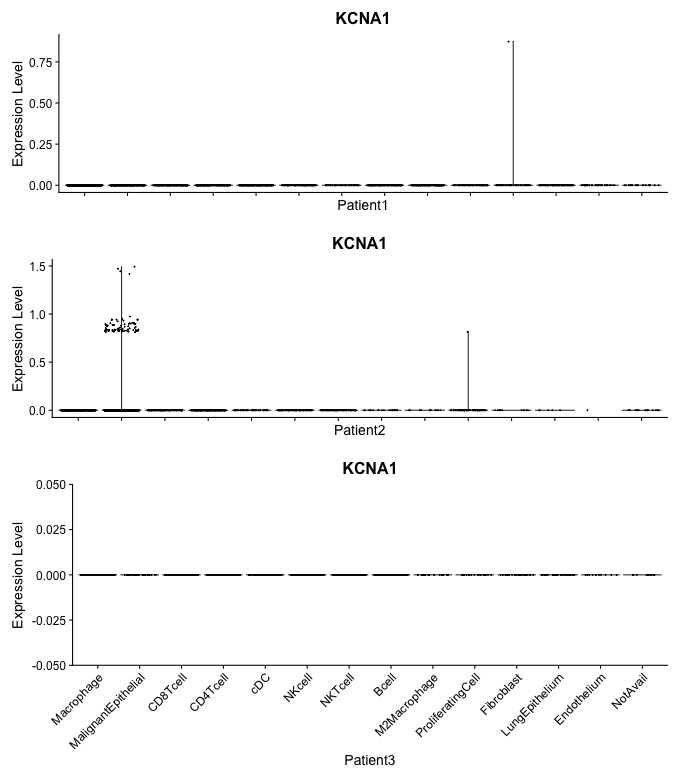 KCNA1
Expression Level
0.75
0.50
0.25
0.00
Patient1
KCNA1
Expression Level
1.5
1.0
0.5
0.0
Patient2
KCNA1
Expression Level
0.050
0.025
0.000
-0.025
-0.050
Macrophage
MalignantEpithelial
CD8Tcell
CD4Tcell
cDC
NKcell
NKTcell
Bcell
M2Macrophage
ProliferatingCell
Fibroblast
LungEpithelium
Endothelium
NotAvail
Patient3